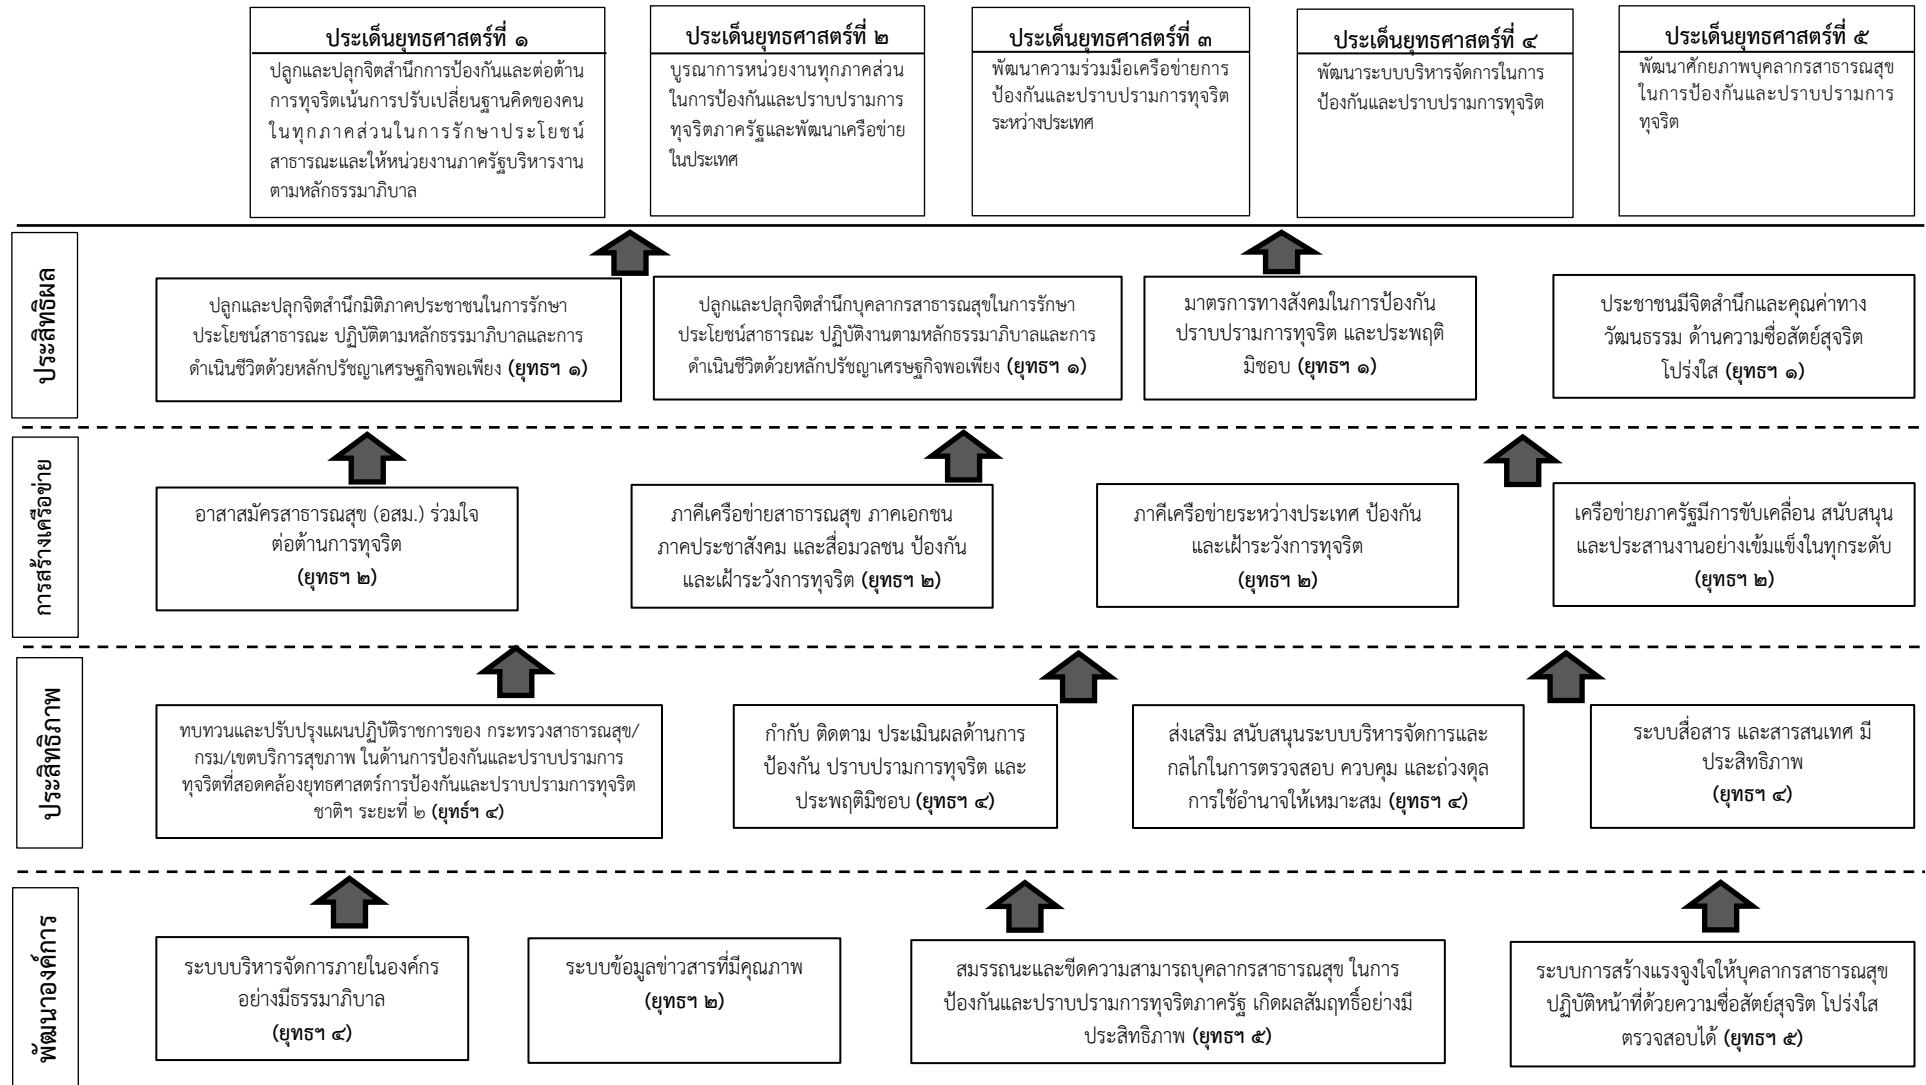 ประเด็นยุทธศาสตร์ที่ ๑
ปลูกและปลุกจิตสำนึกการป้องกันและต่อต้าน
การทุจริตเน้นการปรับเปลี่ยนฐานคิดของคน
ในทุกภาคส่วนในการรักษาประโยชน์
สาธารณะและให้หน่วยงานภาครัฐบริหารงาน
ตามหลักธรรมาภิบาล
ประเด็นยุทธศาสตร์ที่ ๒
บูรณาการหน่วยงานทุกภาคส่วน
ในการป้องกันและปราบปรามการ
ทุจริตภาครัฐและพัฒนาเครือข่าย
ในประเทศ
ประเด็นยุทธศาสตร์ที่ ๓
พัฒนาความร่วมมือเครือข่ายการ
ป้องกันและปราบปรามการทุจริต
ระหว่างประเทศ
ประเด็นยุทธศาสตร์ที่ ๔
พัฒนาระบบบริหารจัดการในการ
ป้องกันและปราบปรามการทุจริต
ประเด็นยุทธศาสตร์ที่ ๕
พัฒนาศักยภาพบุคลากรสาธารณสุข
ในการป้องกันและปราบปรามการ
ทุจริต
ประสิทธิผล
ปลูกและปลุกจิตสำนึกมิติภาคประชาชนในการรักษา
ประโยชน์สาธารณะ ปฏิบัติตามหลักธรรมาภิบาลและการ
ดำเนินชีวิตด้วยหลักปรัชญาเศรษฐกิจพอเพียง (ยุทธฯ ๑)
ปลูกและปลุกจิตสำนึกบุคลากรสาธารณสุขในการรักษา
ประโยชน์สาธารณะ ปฏิบัติงานตามหลักธรรมาภิบาลและการ
ดำเนินชีวิตด้วยหลักปรัชญาเศรษฐกิจพอเพียง (ยุทธฯ ๑)
มาตรการทางสังคมในการป้องกัน
ปราบปรามการทุจริต และประพฤติ
มิชอบ (ยุทธฯ ๑)
ประชาชนมีจิตสำนึกและคุณค่าทาง
วัฒนธรรม ด้านความซื่อสัตย์สุจริต
โปร่งใส (ยุทธฯ ๑)
การสร้างเครือข่าย
อาสาสมัครสาธารณสุข (อสม.) ร่วมใจ
ต่อต้านการทุจริต
(ยุทธฯ ๒)
ภาคีเครือข่ายสาธารณสุข ภาคเอกชน
ภาคประชาสังคม และสื่อมวลชน ป้องกัน
และเฝ้าระวังการทุจริต (ยุทธฯ ๒)
ภาคีเครือข่ายระหว่างประเทศ ป้องกัน
และเฝ้าระวังการทุจริต
(ยุทธฯ ๒)
เครือข่ายภาครัฐมีการขับเคลื่อน สนับสนุน
และประสานงานอย่างเข้มแข็งในทุกระดับ
(ยุทธฯ ๒)
ประสิทธิภาพ
ทบทวนและปรับปรุงแผนปฏิบัติราชการของ กระทรวงสาธารณสุข/
กรม/เขตบริการสุขภาพ ในด้านการป้องกันและปราบปรามการ
ทุจริตที่สอดคล้องยุทธศาสตร์การป้องกันและปราบปรามการทุจริต
ชาติฯ ระยะที่ ๒ (ยุทธ์ฯ ๔)
กำกับ ติดตาม ประเมินผลด้านการ
ป้องกัน ปราบปรามการทุจริต และ
ประพฤติมิชอบ (ยุทธฯ ๔)
ส่งเสริม สนับสนุนระบบบริหารจัดการและ
กลไกในการตรวจสอบ ควบคุม และถ่วงดุล
การใช้อำนาจให้เหมาะสม (ยุทธฯ ๔)
ระบบสื่อสาร และสารสนเทศ มี
ประสิทธิภาพ
(ยุทธฯ ๔)
พัฒนาองค์การ
ระบบบริหารจัดการภายในองค์กร
อย่างมีธรรมาภิบาล
(ยุทธฯ ๔)
ระบบข้อมูลข่าวสารที่มีคุณภาพ
(ยุทธฯ ๒)
สมรรถนะและขีดความสามารถบุคลากรสาธารณสุข ในการ
ป้องกันและปราบปรามการทุจริตภาครัฐ เกิดผลสัมฤทธิ์อย่างมี
ประสิทธิภาพ (ยุทธฯ ๕)
ระบบการสร้างแรงจูงใจให้บุคลากรสาธารณสุข
ปฏิบัติหน้าที่ด้วยความซื่อสัตย์สุจริต โปร่งใส
ตรวจสอบได้ (ยุทธฯ ๕)